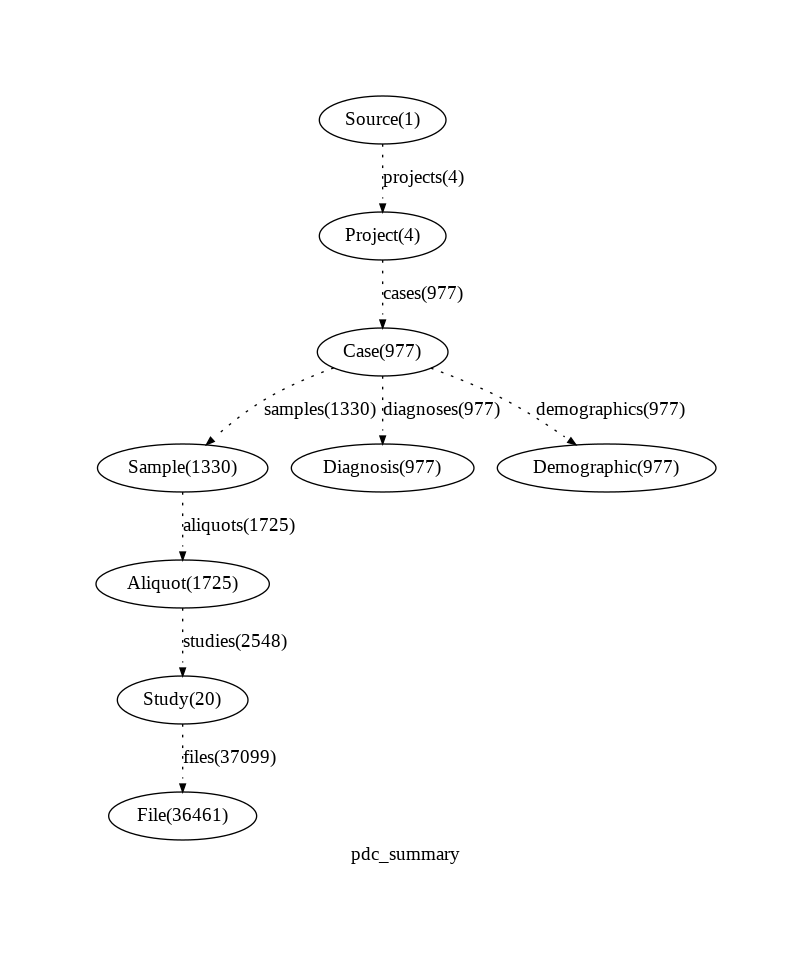 Source(1)
projects(4)
Project(4)
cases(977)
Case(977)
samples(1330) diagnoses(977) demographics(977)
Sample(1330) Diagnosis(977) Demographic(977)
aliquots(1725)
Aliquot(1725)
studies(2548)
Study(20)
files(37099)
File(36461)
pdc_summary